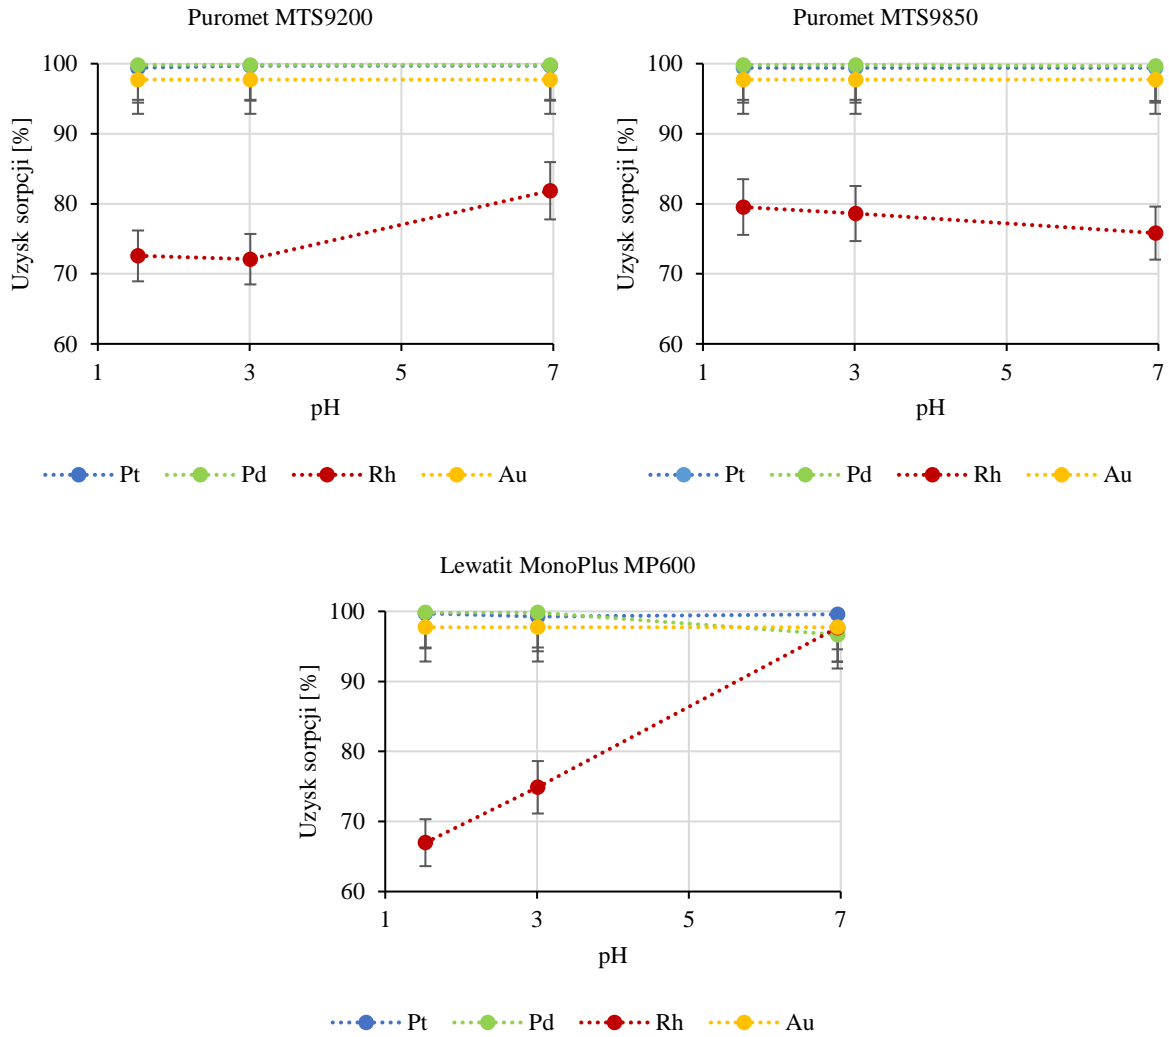 Puromet MTS9200
Uzysk sorpcji [%]
100
90
80
70
60
1 3 5 7
pH
Pt Pd Rh Au
Puromet MTS9850
Uzysk sorpcji [%]
100
90
80
70
60
1 3 5 7
pH
Pt Pd Rh Au
Lewatit MonoPlus MP600
Uzysk sorpcji [%]
100
90
80
70
60
1 3 5 7
pH
Pt Pd Rh Au